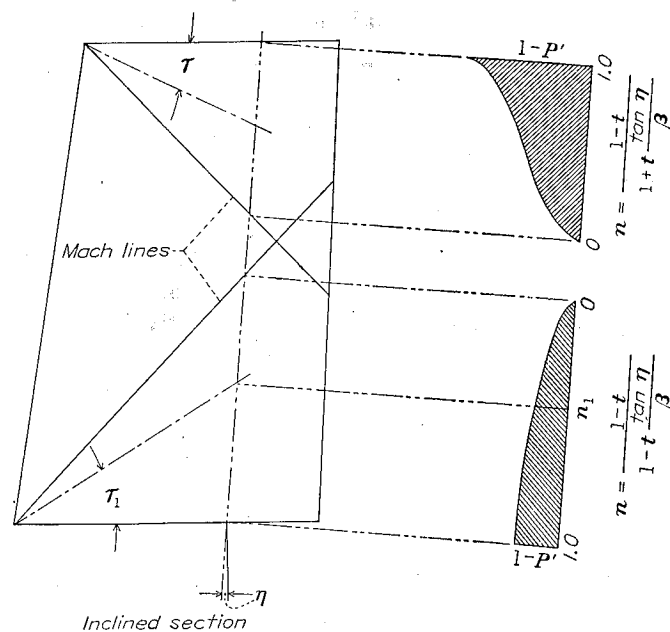 τ
1-P'
1.0
n = (1-t)/(1+t tan η/β)
0
Mach lines
0
n₁
n = (1-t)/(1-t tan η/β)
τ₁
1-P'
1.0
η
Inclined section